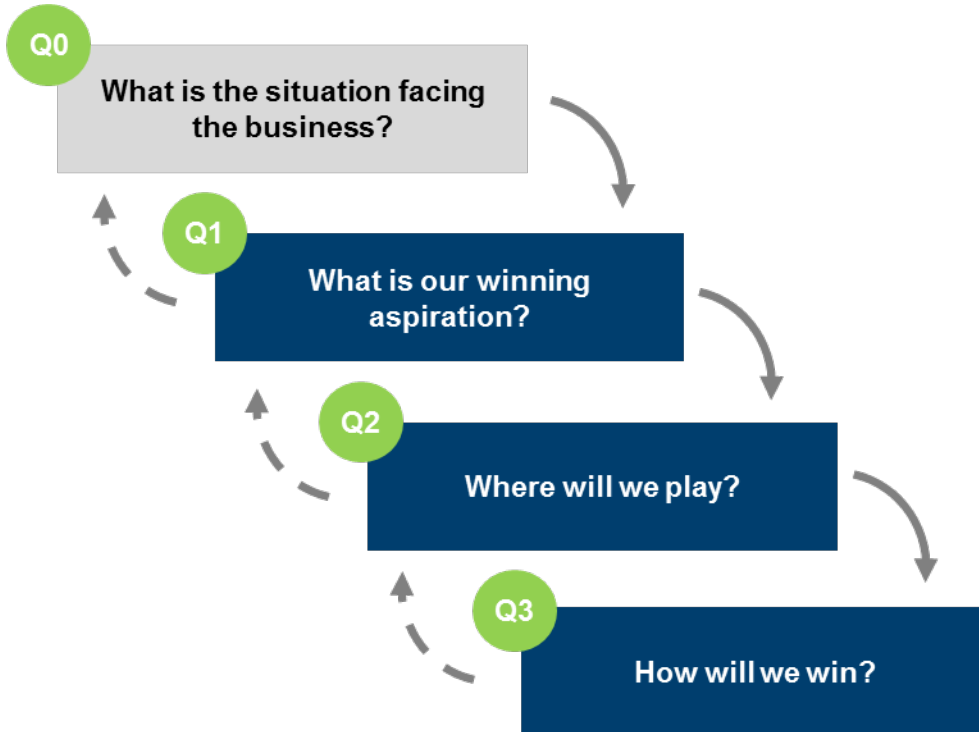 Q0
What is the situation facing
the business?
Q1
What is our winning
aspiration?
Q2
Where will we play?
Q3
How will we win?